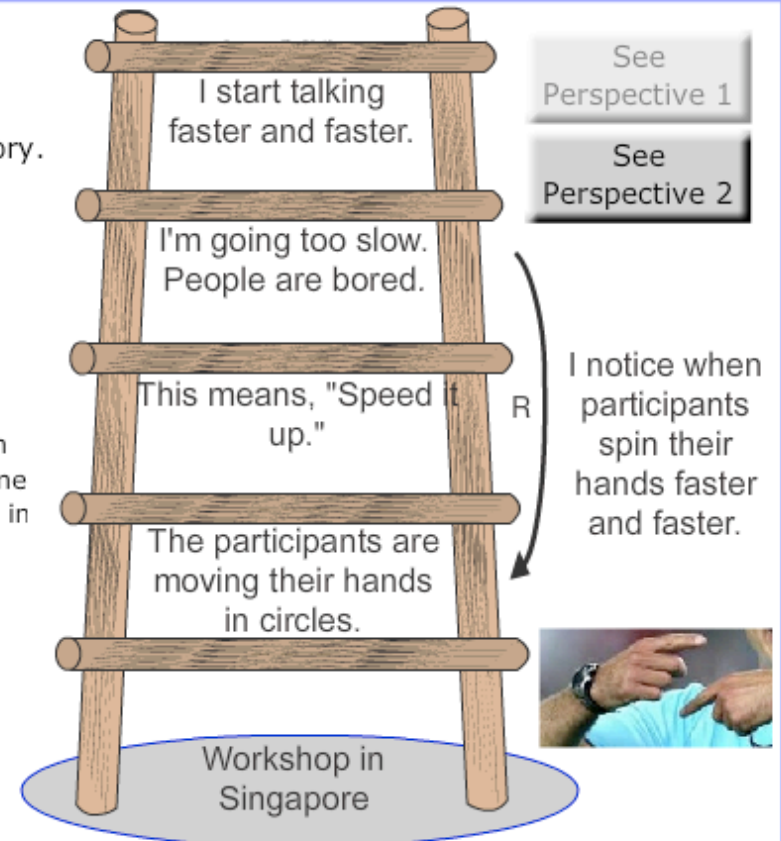 I start talking
faster and faster.
I'm going too slow.
People are bored.
This means, "Speed it
up."
The participants are
moving their hands
in circles.
Workshop in
Singapore
See
Perspective 1
See
Perspective 2
R
I notice when
participants
spin their
hands faster
and faster.
in